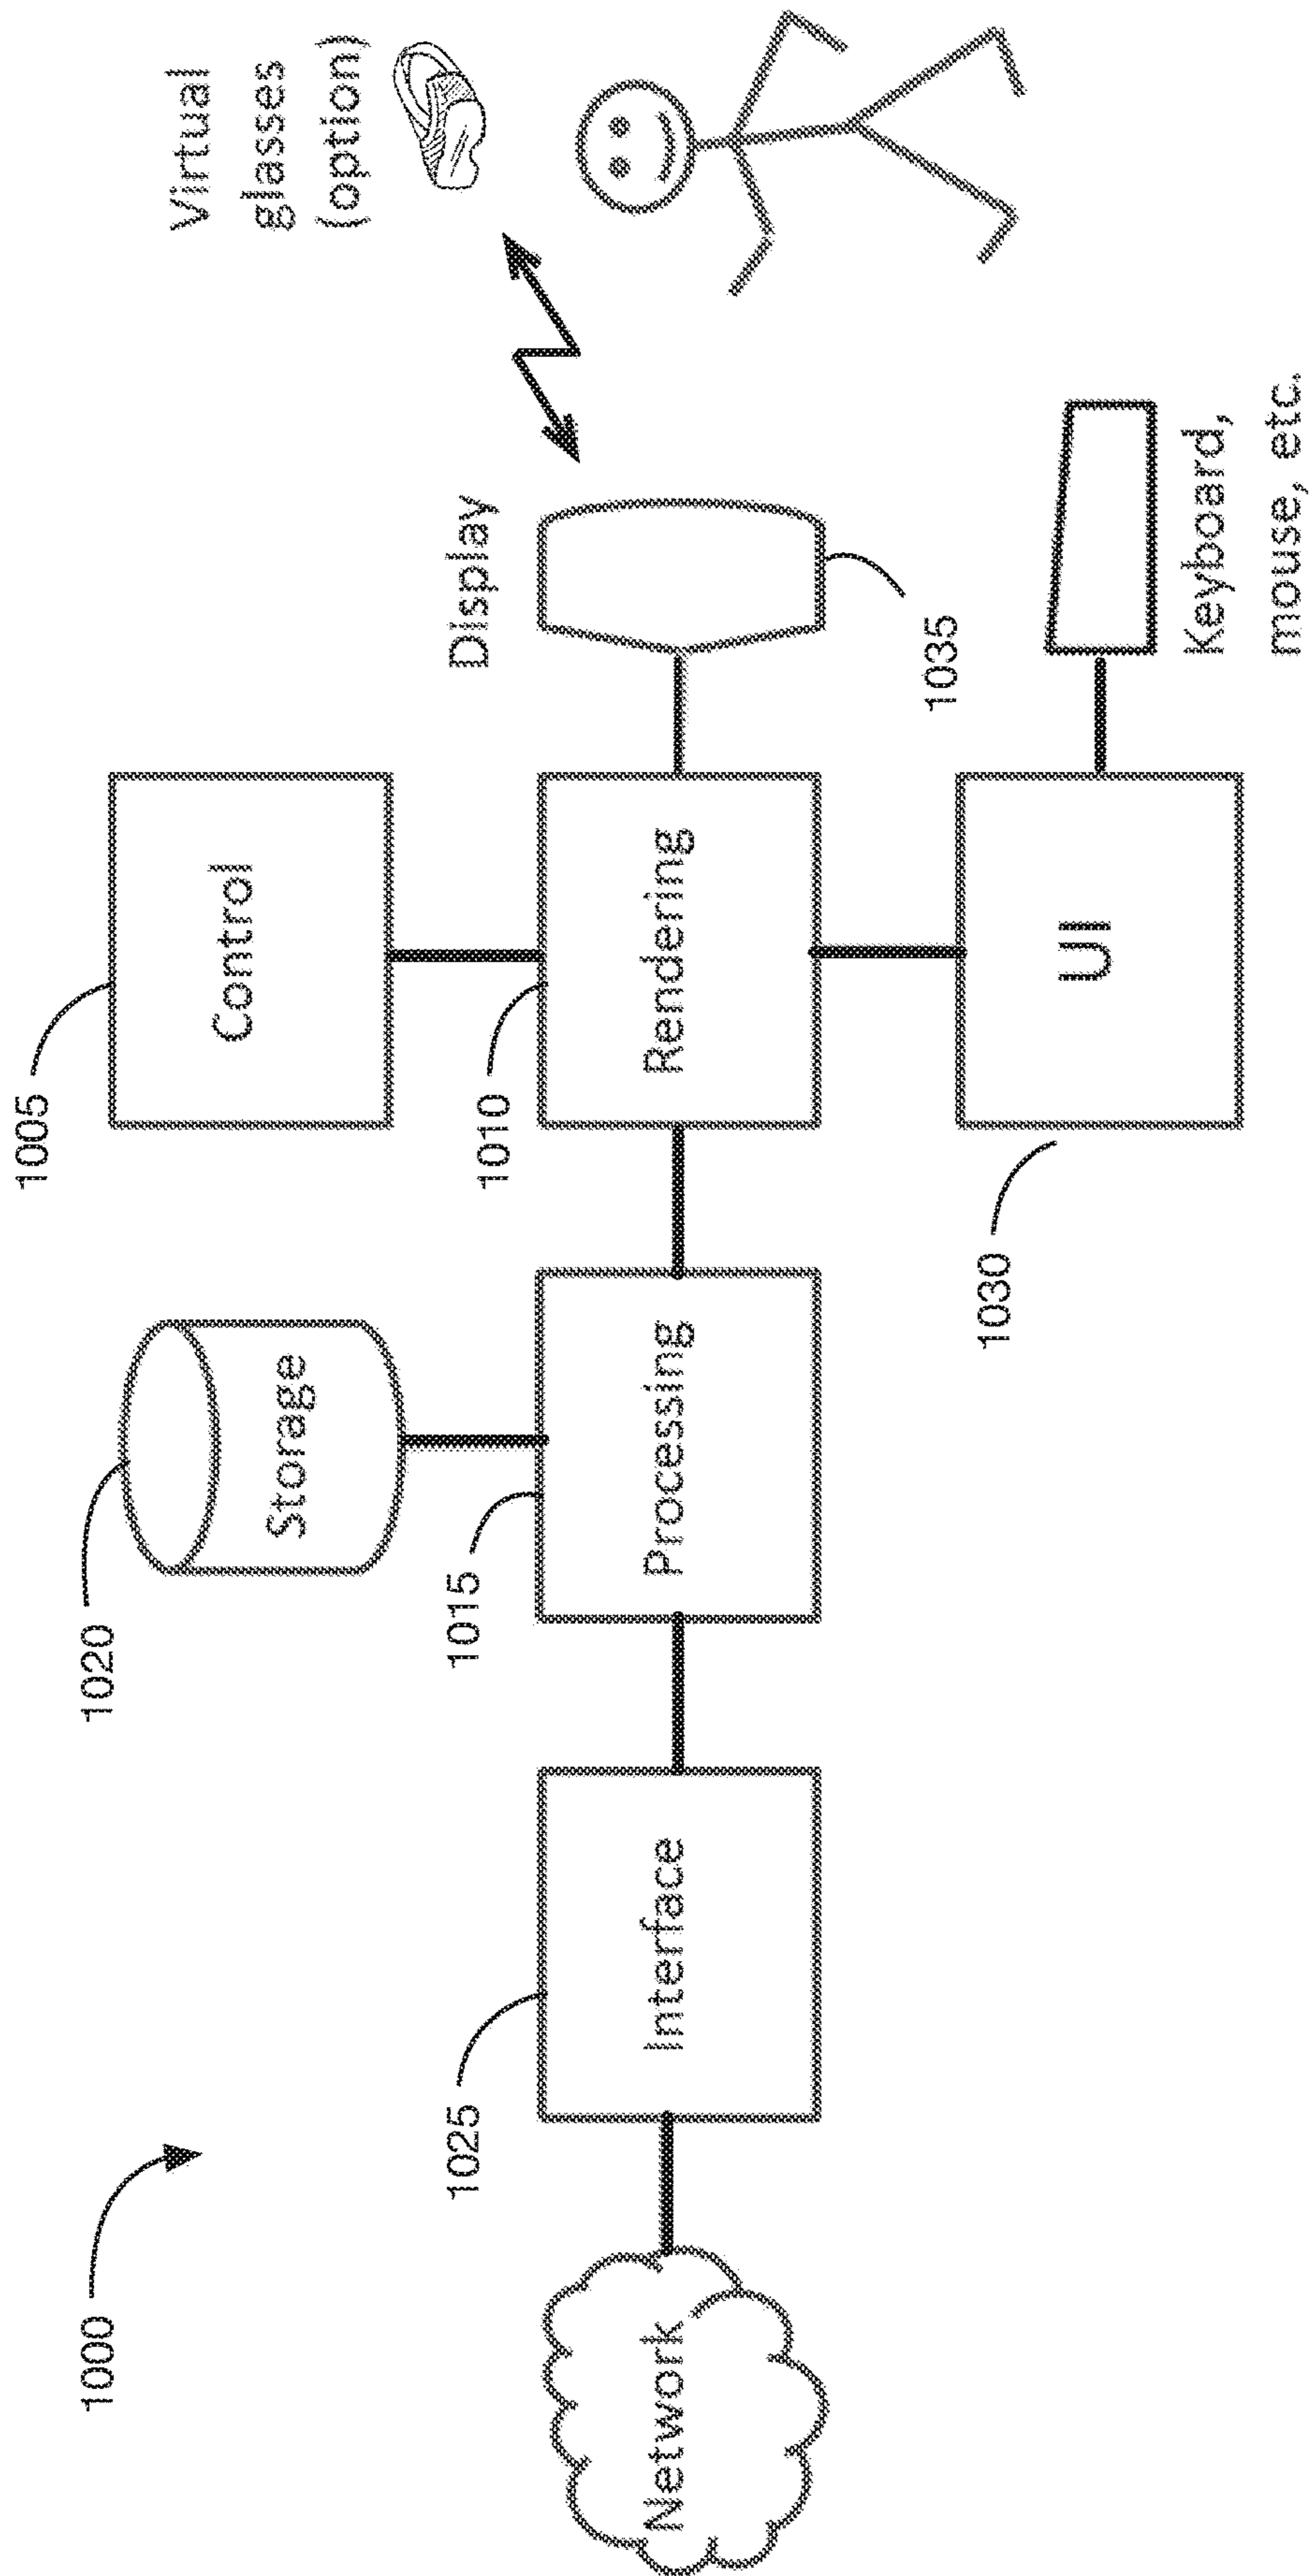 1000
Network
1025
Interface
1020
Storage
1015
Processing
1005
Control
1010
Rendering
1030
UI
Display
1035
Keyboard,
mouse, etc.
Virtual
glasses
(option)